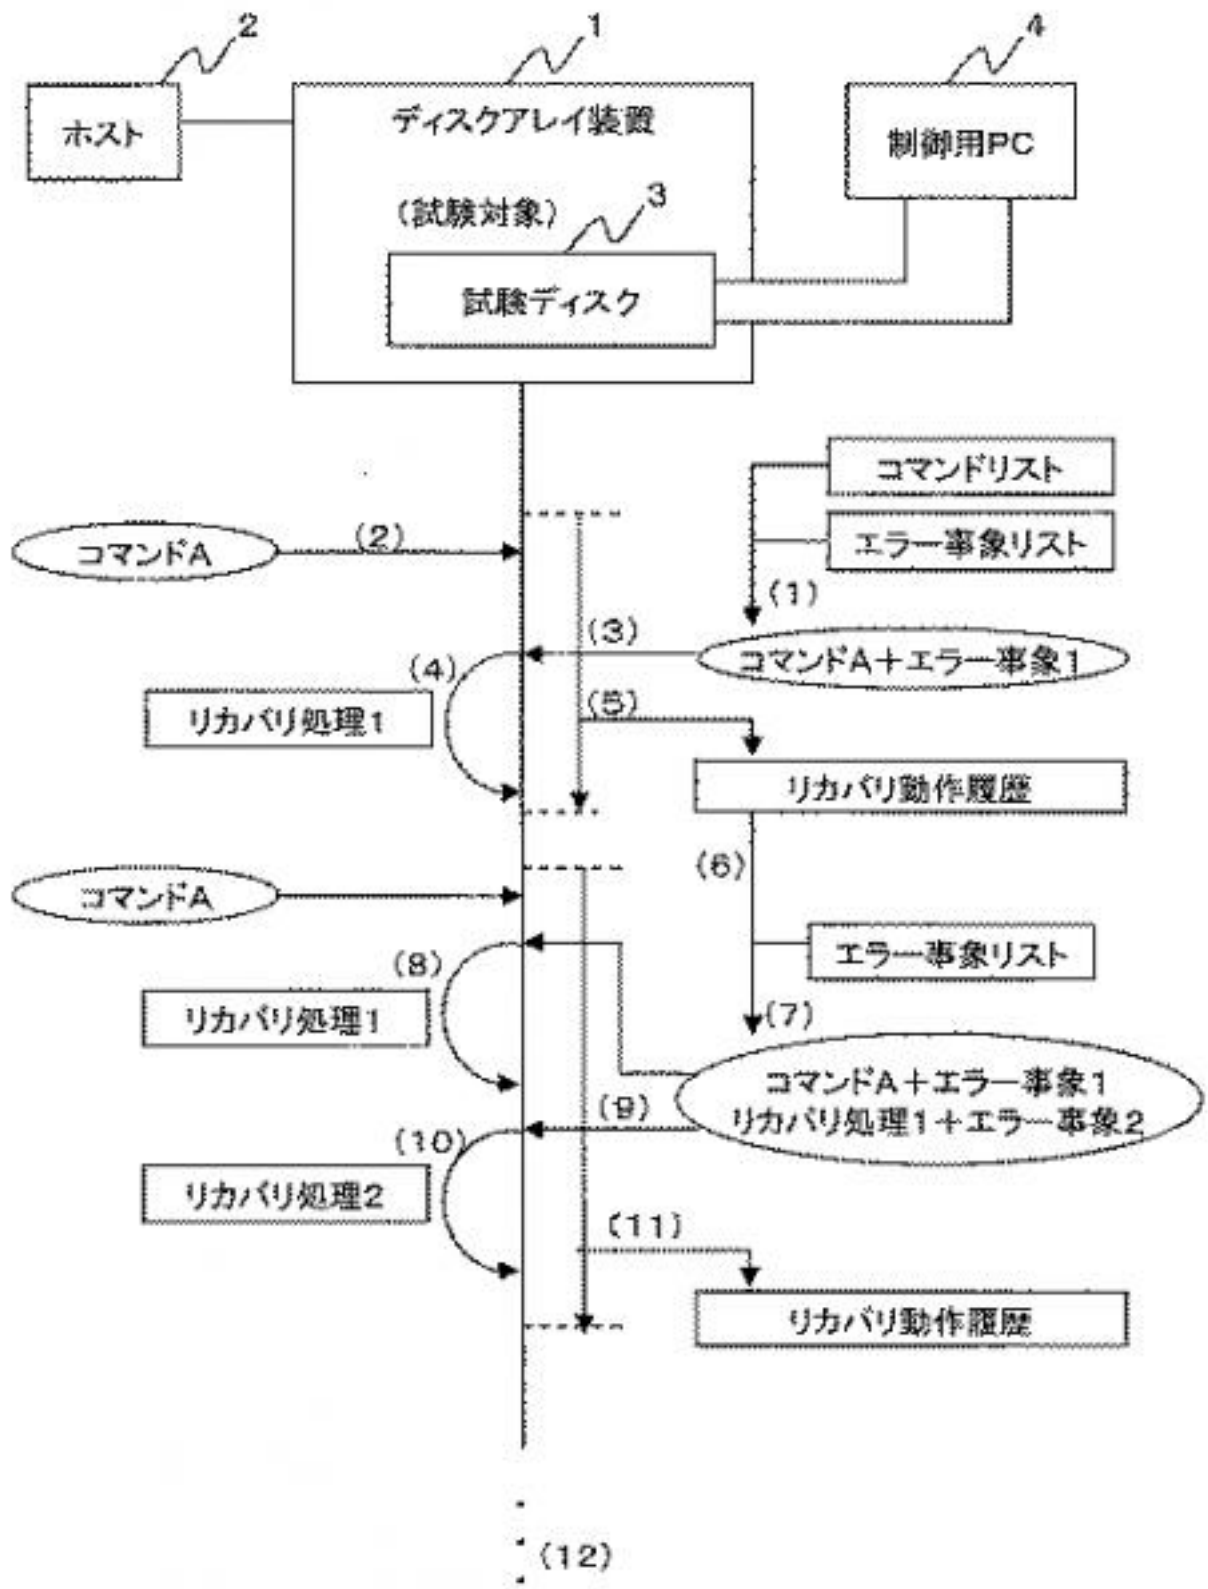 2
1
4
ホスト
ディスクアレイ装置
制御用PC
(試験対象)
3
試験ディスク
コマンドリスト
エラー事象リスト
コマンドA
(2)
(1)
(3)
コマンドA+エラー事象1
(4)
リカバリ処理1
(5)
リカバリ動作履歴
(6)
コマンドA
エラー事象リスト
(8)
リカバリ処理1
(7)
コマンドA+エラー事象1
リカバリ処理1+エラー事象2
(9)
(10)
リカバリ処理2
(11)
リカバリ動作履歴
(12)